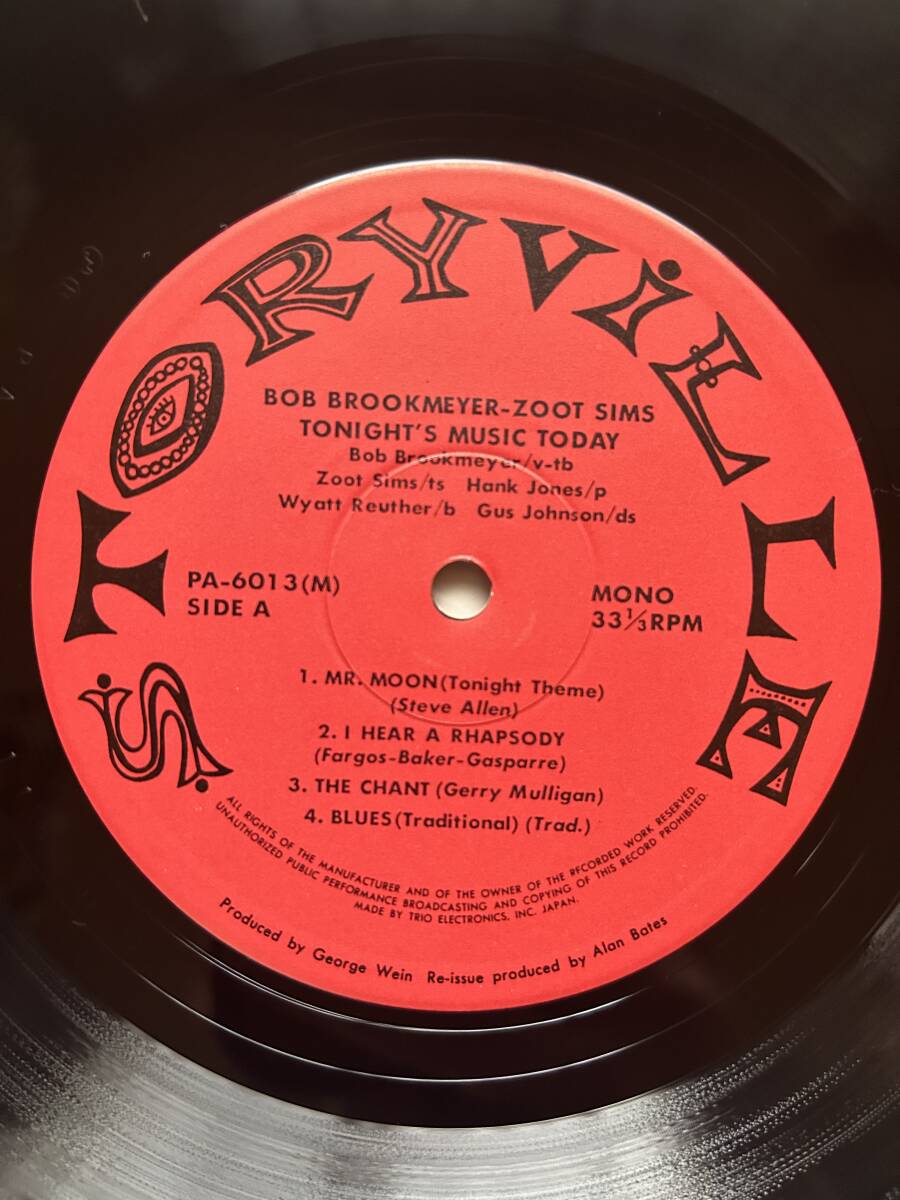 STORYVILLE
BOB BROOKMEYER-ZOOT SIMS
TONIGHT'S MUSIC TODAY
Bob Brookmeyer/v-tb
Zoot Sims/ts Hank Jones/p
Wyatt Reuther/b Gus Johnson/ds
PA-6013(M)
SIDE A
MONO
33⅓RPM
1. MR. MOON(Tonight Theme)
(Steve Allen)
2. I HEAR A RHAPSODY
(Fargos-Baker-Gasparre)
3. THE CHANT (Gerry Mulligan)
4. BLUES(Traditional) (Trad.)
ALL RIGHTS OF THE MANUFACTURER AND OF THE OWNER OF THE RECORDED WORK RESERVED.
UNAUTHORIZED PUBLIC PERFORMANCE BROADCASTING AND COPYING OF THIS RECORD PROHIBITED.
MADE BY TRIO ELECTRONICS, INC. JAPAN.
Produced by George Wein Re-issue produced by Alan Bates